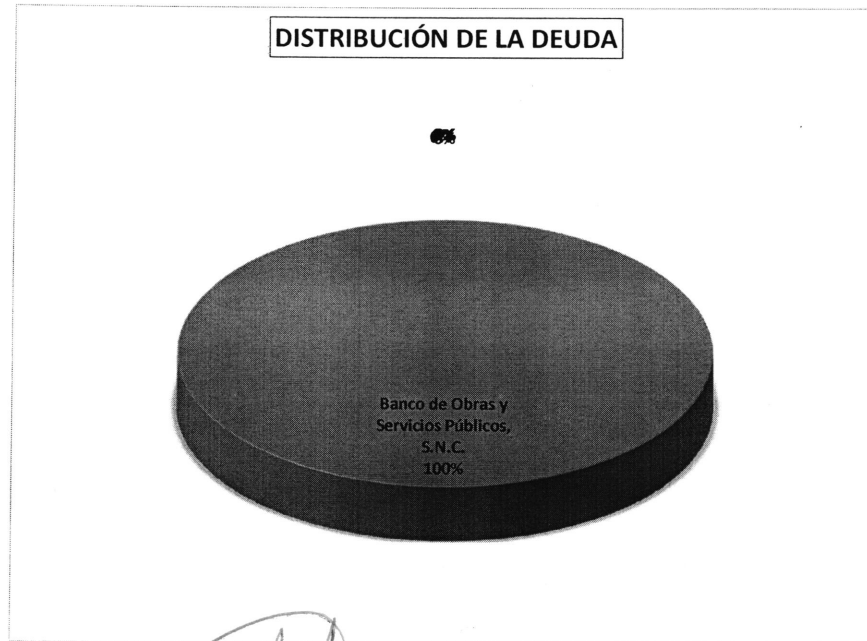 DISTRIBUCIÓN DE LA DEUDA
Banco de Obras y
Servicios Públicos,
S.N.C.
100%